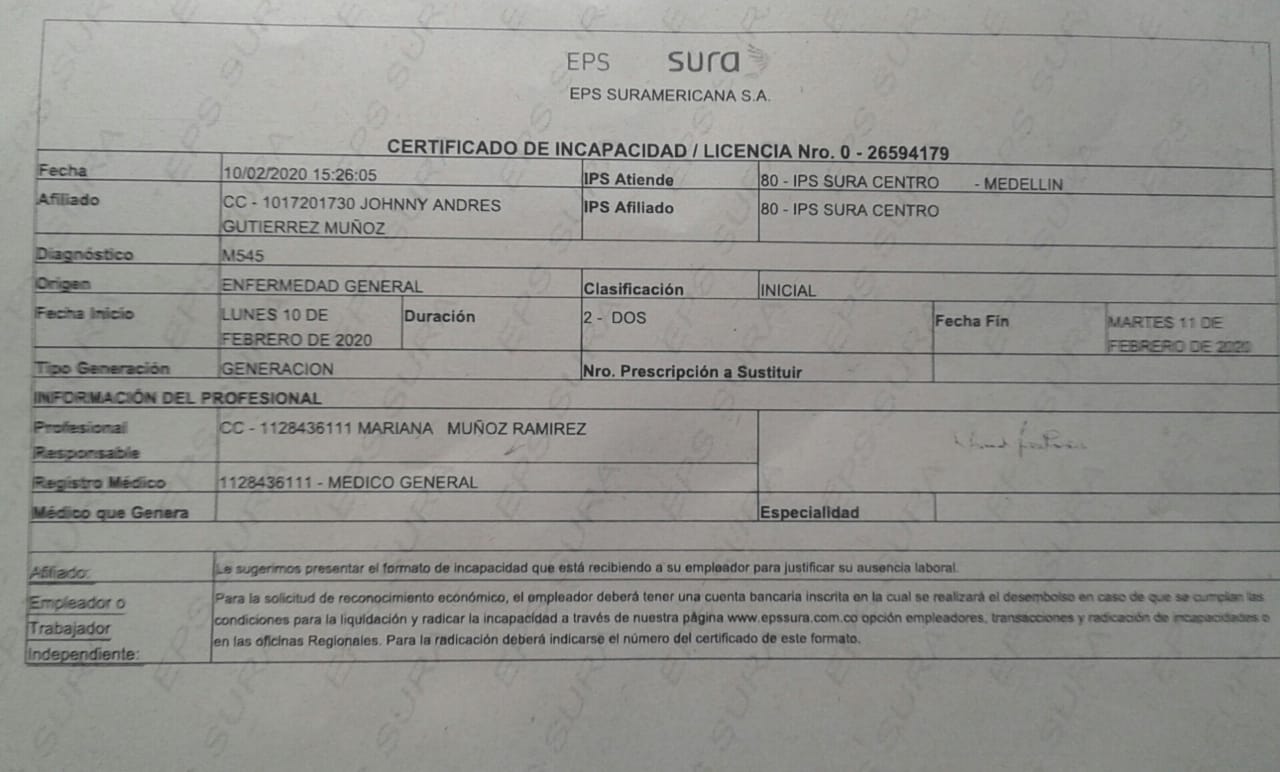 EPS sura
EPS SURAMERICANA S.A.
CERTIFICADO DE INCAPACIDAD / LICENCIA Nro. 0 - 26594179
Fecha 10/02/2020 15:26:05 IPS Atiende 80 - IPS SURA CENTRO - MEDELLIN
Afiliado CC - 1017201730 JOHNNY ANDRES IPS Afiliado 80 - IPS SURA CENTRO
GUTIERREZ MUÑOZ
Diagnóstico M545
Origen ENFERMEDAD GENERAL Clasificación INICIAL
Fecha Inicio LUNES 10 DE Duración 2 - DOS Fecha Fin MARTES 11 DE
FEBRERO DE 2020 FEBRERO DE 2020
Tipo Generación GENERACION Nro. Prescripción a Sustituir
INFORMACIÓN DEL PROFESIONAL
Profesional CC - 1128436111 MARIANA MUÑOZ RAMIREZ
Responsable
Registro Médico 1128436111 - MEDICO GENERAL
Médico que Genera Especialidad
Afiliado: Le sugerimos presentar el formato de incapacidad que está recibiendo a su empleador para justificar su ausencia laboral.
Empleador o Para la solicitud de reconocimiento económico, el empleador deberá tener una cuenta bancaria inscrita en la cual se realizará el desembolso en caso de que se cumplan las
Trabajador condiciones para la liquidación y radicar la incapacidad a través de nuestra página www.epssura.com.co opción empleadores, transacciones y radicación de incapacidades o
Independiente: en las oficinas Regionales. Para la radicación deberá indicarse el número del certificado de este formato.